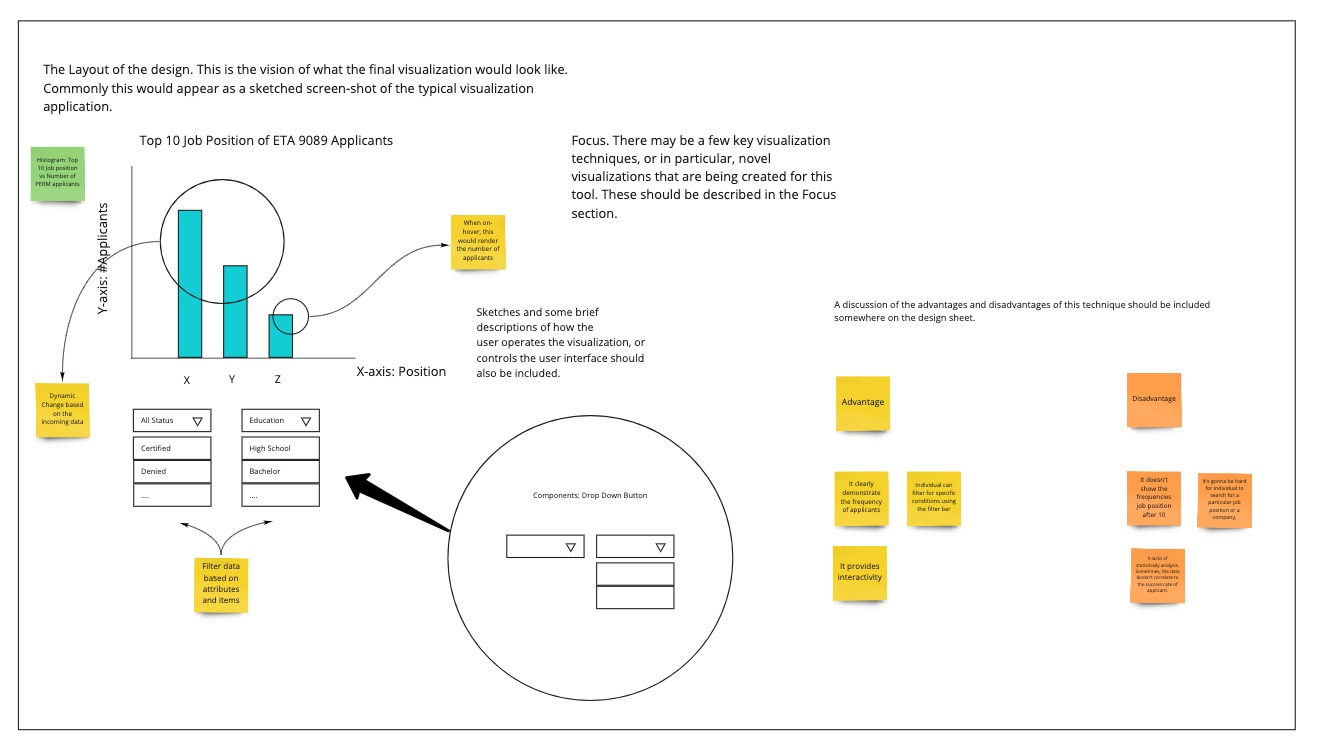 The Layout of the design. This is the vision of what the final visualization would look like.
Commonly this would appear as a sketched screen-shot of the typical visualization
application.
Top 10 Job Position of ETA 9089 Applicants
Histogram: Top
10 Job position
vs Number of
PERM applicants
Y-axis: #Applicants
When on-
hover, this
would render
the number of
applicants
X
Y
Z
X-axis: Position
Dynamic
Change based
on the
incoming data
All Status
Certified
Denied
....
Education
High School
Bachelor
....
Filter data
based on
attributes
and items
Focus. There may be a few key visualization
techniques, or in particular, novel
visualizations that are being created for this
tool. These should be described in the Focus
section.
Sketches and some brief
descriptions of how the
user operates the visualization, or
controls the user interface should
also be included.
Components: Drop Down Button
A discussion of the advantages and disadvantages of this technique should be included
somewhere on the design sheet.
Advantage
It clearly
demonstrate
the frequency
of applicants
Individual can
filter for specific
conditions using
the filter bar
It provides
interactivity
Disadvantage
It doesn't
show the
frequencies
job position
after 10
It's gonna be hard
for individual to
search for a
particular job
position or a
company,
It lacks of
statistically analysis.
Sometimes, the data
doesn't correlate to
the success rate of
applicant.